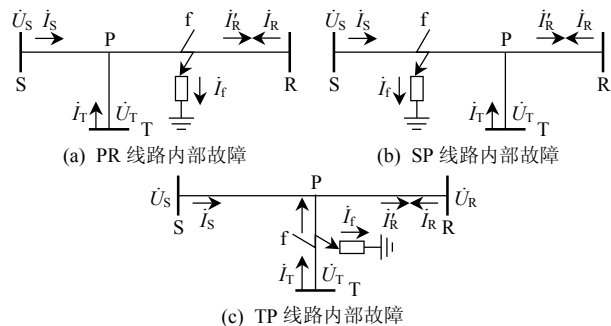 U̇S İS P f İ′R İR
S İf R
İT U̇T T
(a) PR 线路内部故障
U̇S İS f P İ′R İR
S İf R
İT U̇T T
(b) SP 线路内部故障
P
U̇S İS İf İ′R İR U̇R
S f R
İT U̇T T
(c) TP 线路内部故障